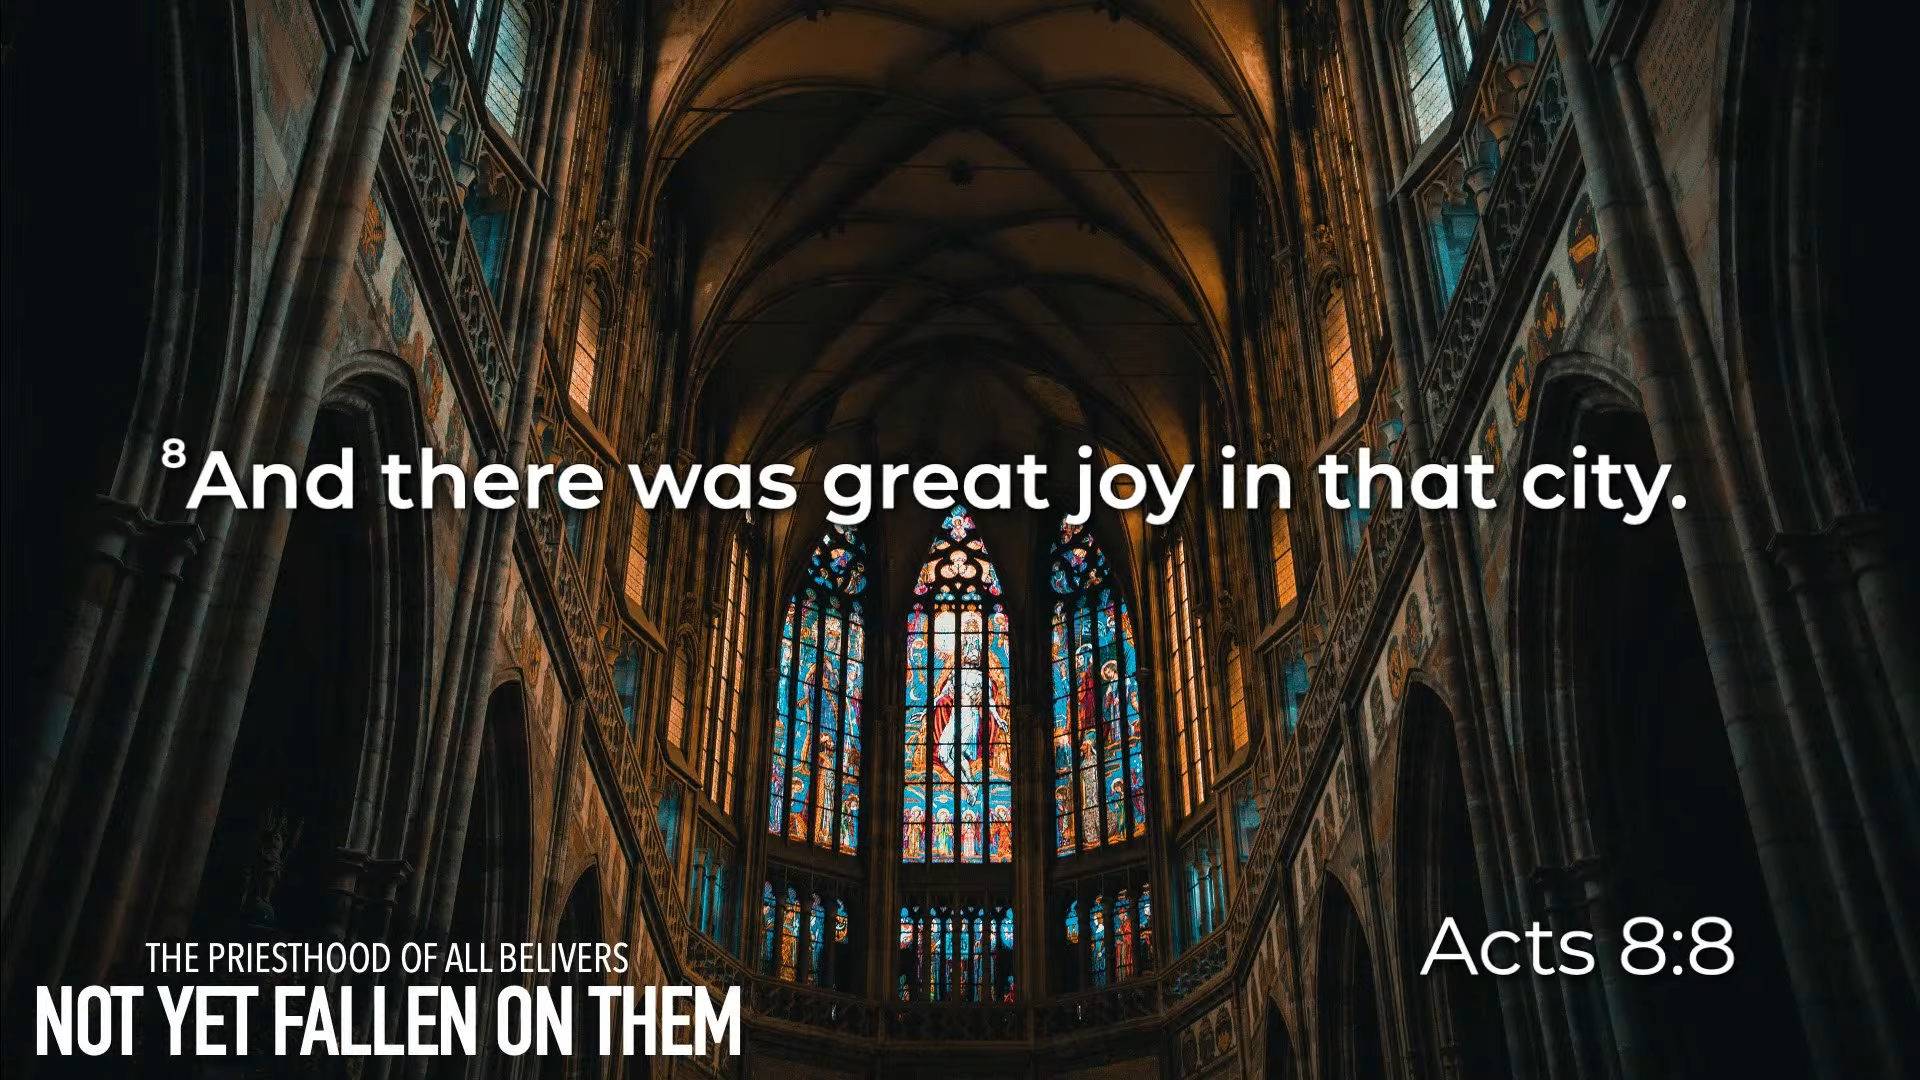 ⁸And there was great joy in that city.
Acts 8:8
THE PRIESTHOOD OF ALL BELIVERS
NOT YET FALLEN ON THEM